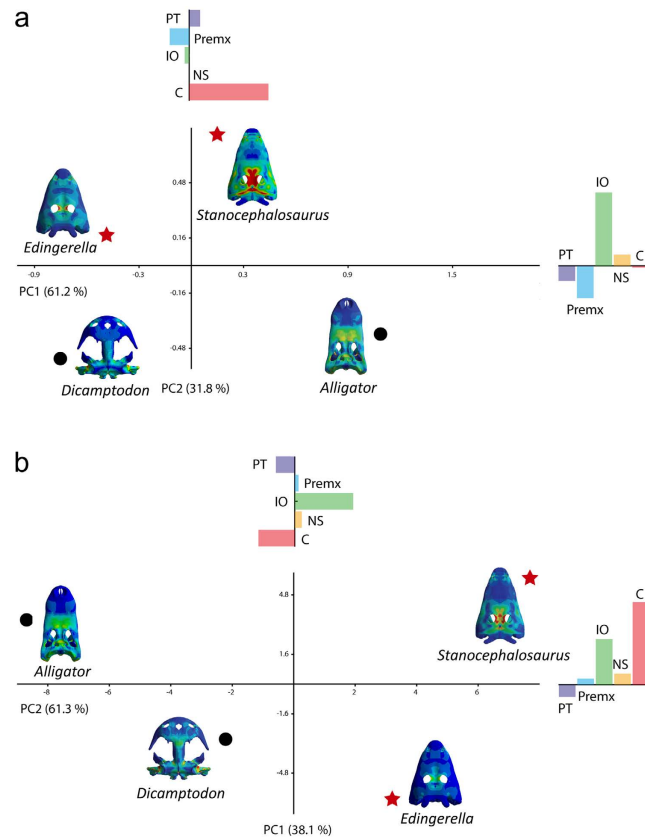 a
PT
Premx
IO
NS
C
Stanocephalosaurus
Edingerella
0.48
0.16
-0.9
-0.3
0.3
0.9
1.5
PC1 (61.2 %)
-0.16
-0.48
IO
PT
C
NS
Premx
Dicamptodon
PC2 (31.8 %)
Alligator
b
PT
Premx
IO
NS
C
4.8
1.6
Alligator
Stanocephalosaurus
-8
-6
-4
-2
2
4
6
PC2 (61.3 %)
-1.6
-4.8
C
IO
NS
Premx
PT
Dicamptodon
Edingerella
PC1 (38.1 %)